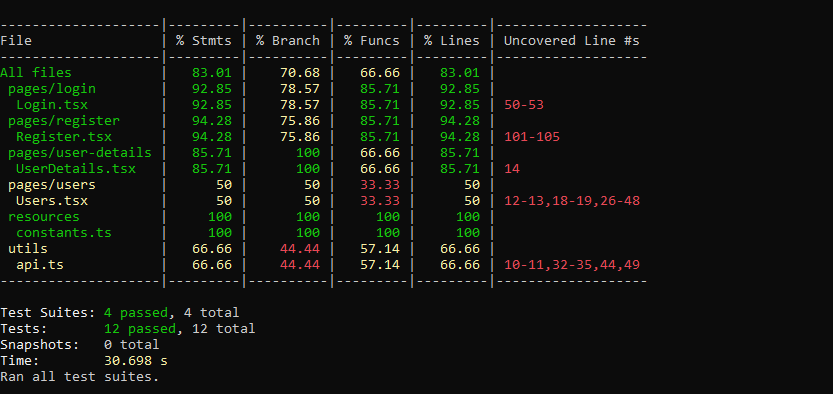 --------------------|---------|----------|---------|---------|-------------------
File                | % Stmts | % Branch | % Funcs | % Lines | Uncovered Line #s
--------------------|---------|----------|---------|---------|-------------------
All files           |   83.01 |    70.68 |   66.66 |   83.01 |
 pages/login        |   92.85 |    78.57 |   85.71 |   92.85 |
  Login.tsx         |   92.85 |    78.57 |   85.71 |   92.85 | 50-53
 pages/register     |   94.28 |    75.86 |   85.71 |   94.28 |
  Register.tsx      |   94.28 |    75.86 |   85.71 |   94.28 | 101-105
 pages/user-details |   85.71 |      100 |   66.66 |   85.71 |
  UserDetails.tsx   |   85.71 |      100 |   66.66 |   85.71 | 14
 pages/users        |      50 |       50 |   33.33 |      50 |
  Users.tsx         |      50 |       50 |   33.33 |      50 | 12-13,18-19,26-48
 resources          |     100 |      100 |     100 |     100 |
  constants.ts      |     100 |      100 |     100 |     100 |
 utils              |   66.66 |    44.44 |   57.14 |   66.66 |
  api.ts            |   66.66 |    44.44 |   57.14 |   66.66 | 10-11,32-35,44,49
--------------------|---------|----------|---------|---------|-------------------
Test Suites: 4 passed, 4 total
Tests:       12 passed, 12 total
Snapshots:   0 total
Time:        30.698 s
Ran all test suites.